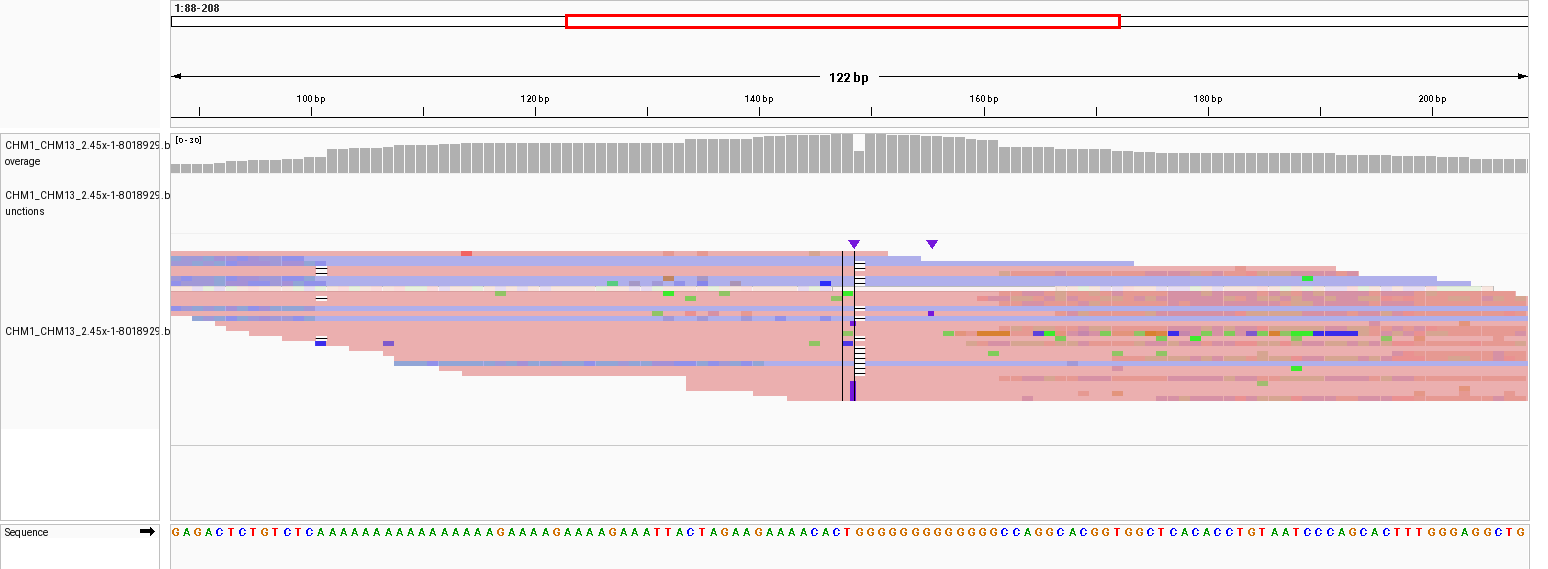 1:88-208
122 bp
100 bp 120 bp 140 bp 160 bp 180 bp 200 bp
[0-30]
CHM1_CHM13_2.45x-1-8018929.b
overage
CHM1_CHM13_2.45x-1-8018929.b
unctions
CHM1_CHM13_2.45x-1-8018929.b
Sequence
GAGACTCTGTCTCAAAAAAAAAAAAAAAAGAAAAGAAAAGAAATTACTAGAAGAAAACACTGGGGGGGGGGGGGCCAGGCACGGTGGCTCACACCTGTAATCCCAGCACTTTGGGAGGCTG